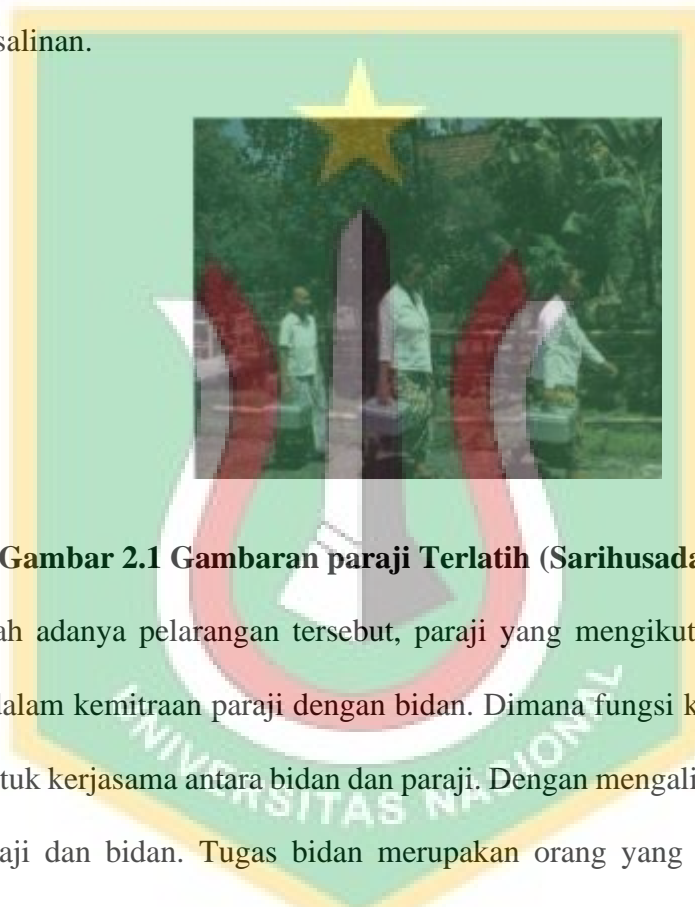 salinan.
Gambar 2.1 Gambaran paraji Terlatih (Sarihusada
ah adanya pelarangan tersebut, paraji yang mengikut
dalam kemitraan paraji dengan bidan. Dimana fungsi k
tuk kerjasama antara bidan dan paraji. Dengan mengali
aji dan bidan. Tugas bidan merupakan orang yang
UNIVERSITAS NASIONAL